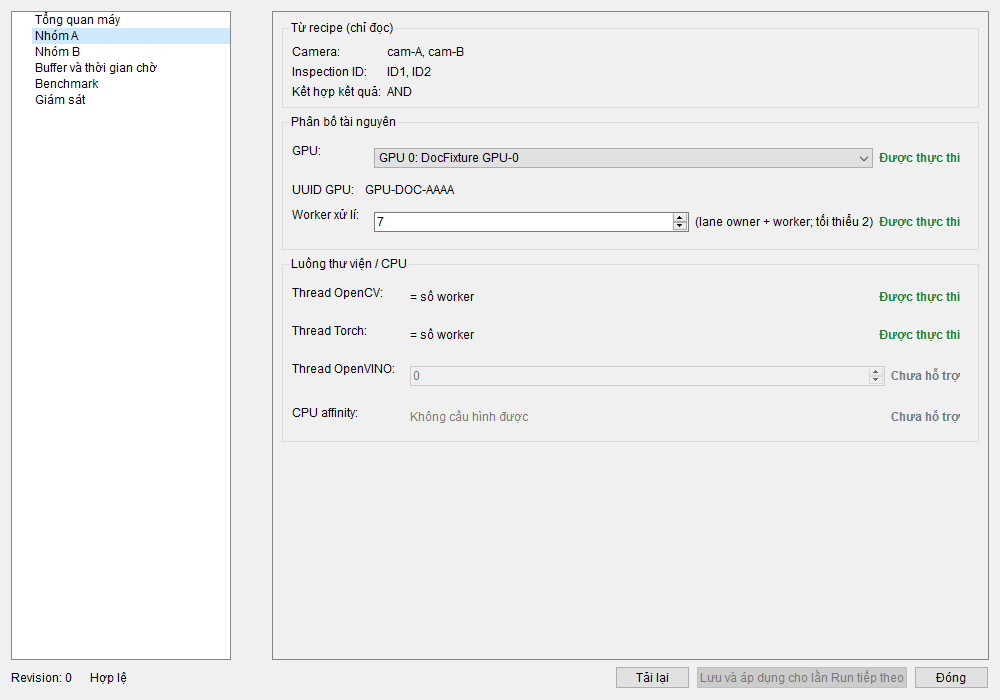 Tổng quan máy
Nhóm A
Nhóm B
Buffer và thời gian chờ
Benchmark
Giám sát
Từ recipe (chỉ đọc)
Camera: cam-A, cam-B
Inspection ID: ID1, ID2
Kết hợp kết quả: AND
Phân bổ tài nguyên
GPU: GPU 0: DocFixture GPU-0 Được thực thi
UUID GPU: GPU-DOC-AAAA
Worker xử lí: 7 (lane owner + worker; tối thiểu 2) Được thực thi
Luồng thư viện / CPU
Thread OpenCV: = số worker Được thực thi
Thread Torch: = số worker Được thực thi
Thread OpenVINO: 0 Chưa hỗ trợ
CPU affinity: Không cấu hình được Chưa hỗ trợ
Revision: 0 Hợp lệ Tải lại Lưu và áp dụng cho lần Run tiếp theo Đóng